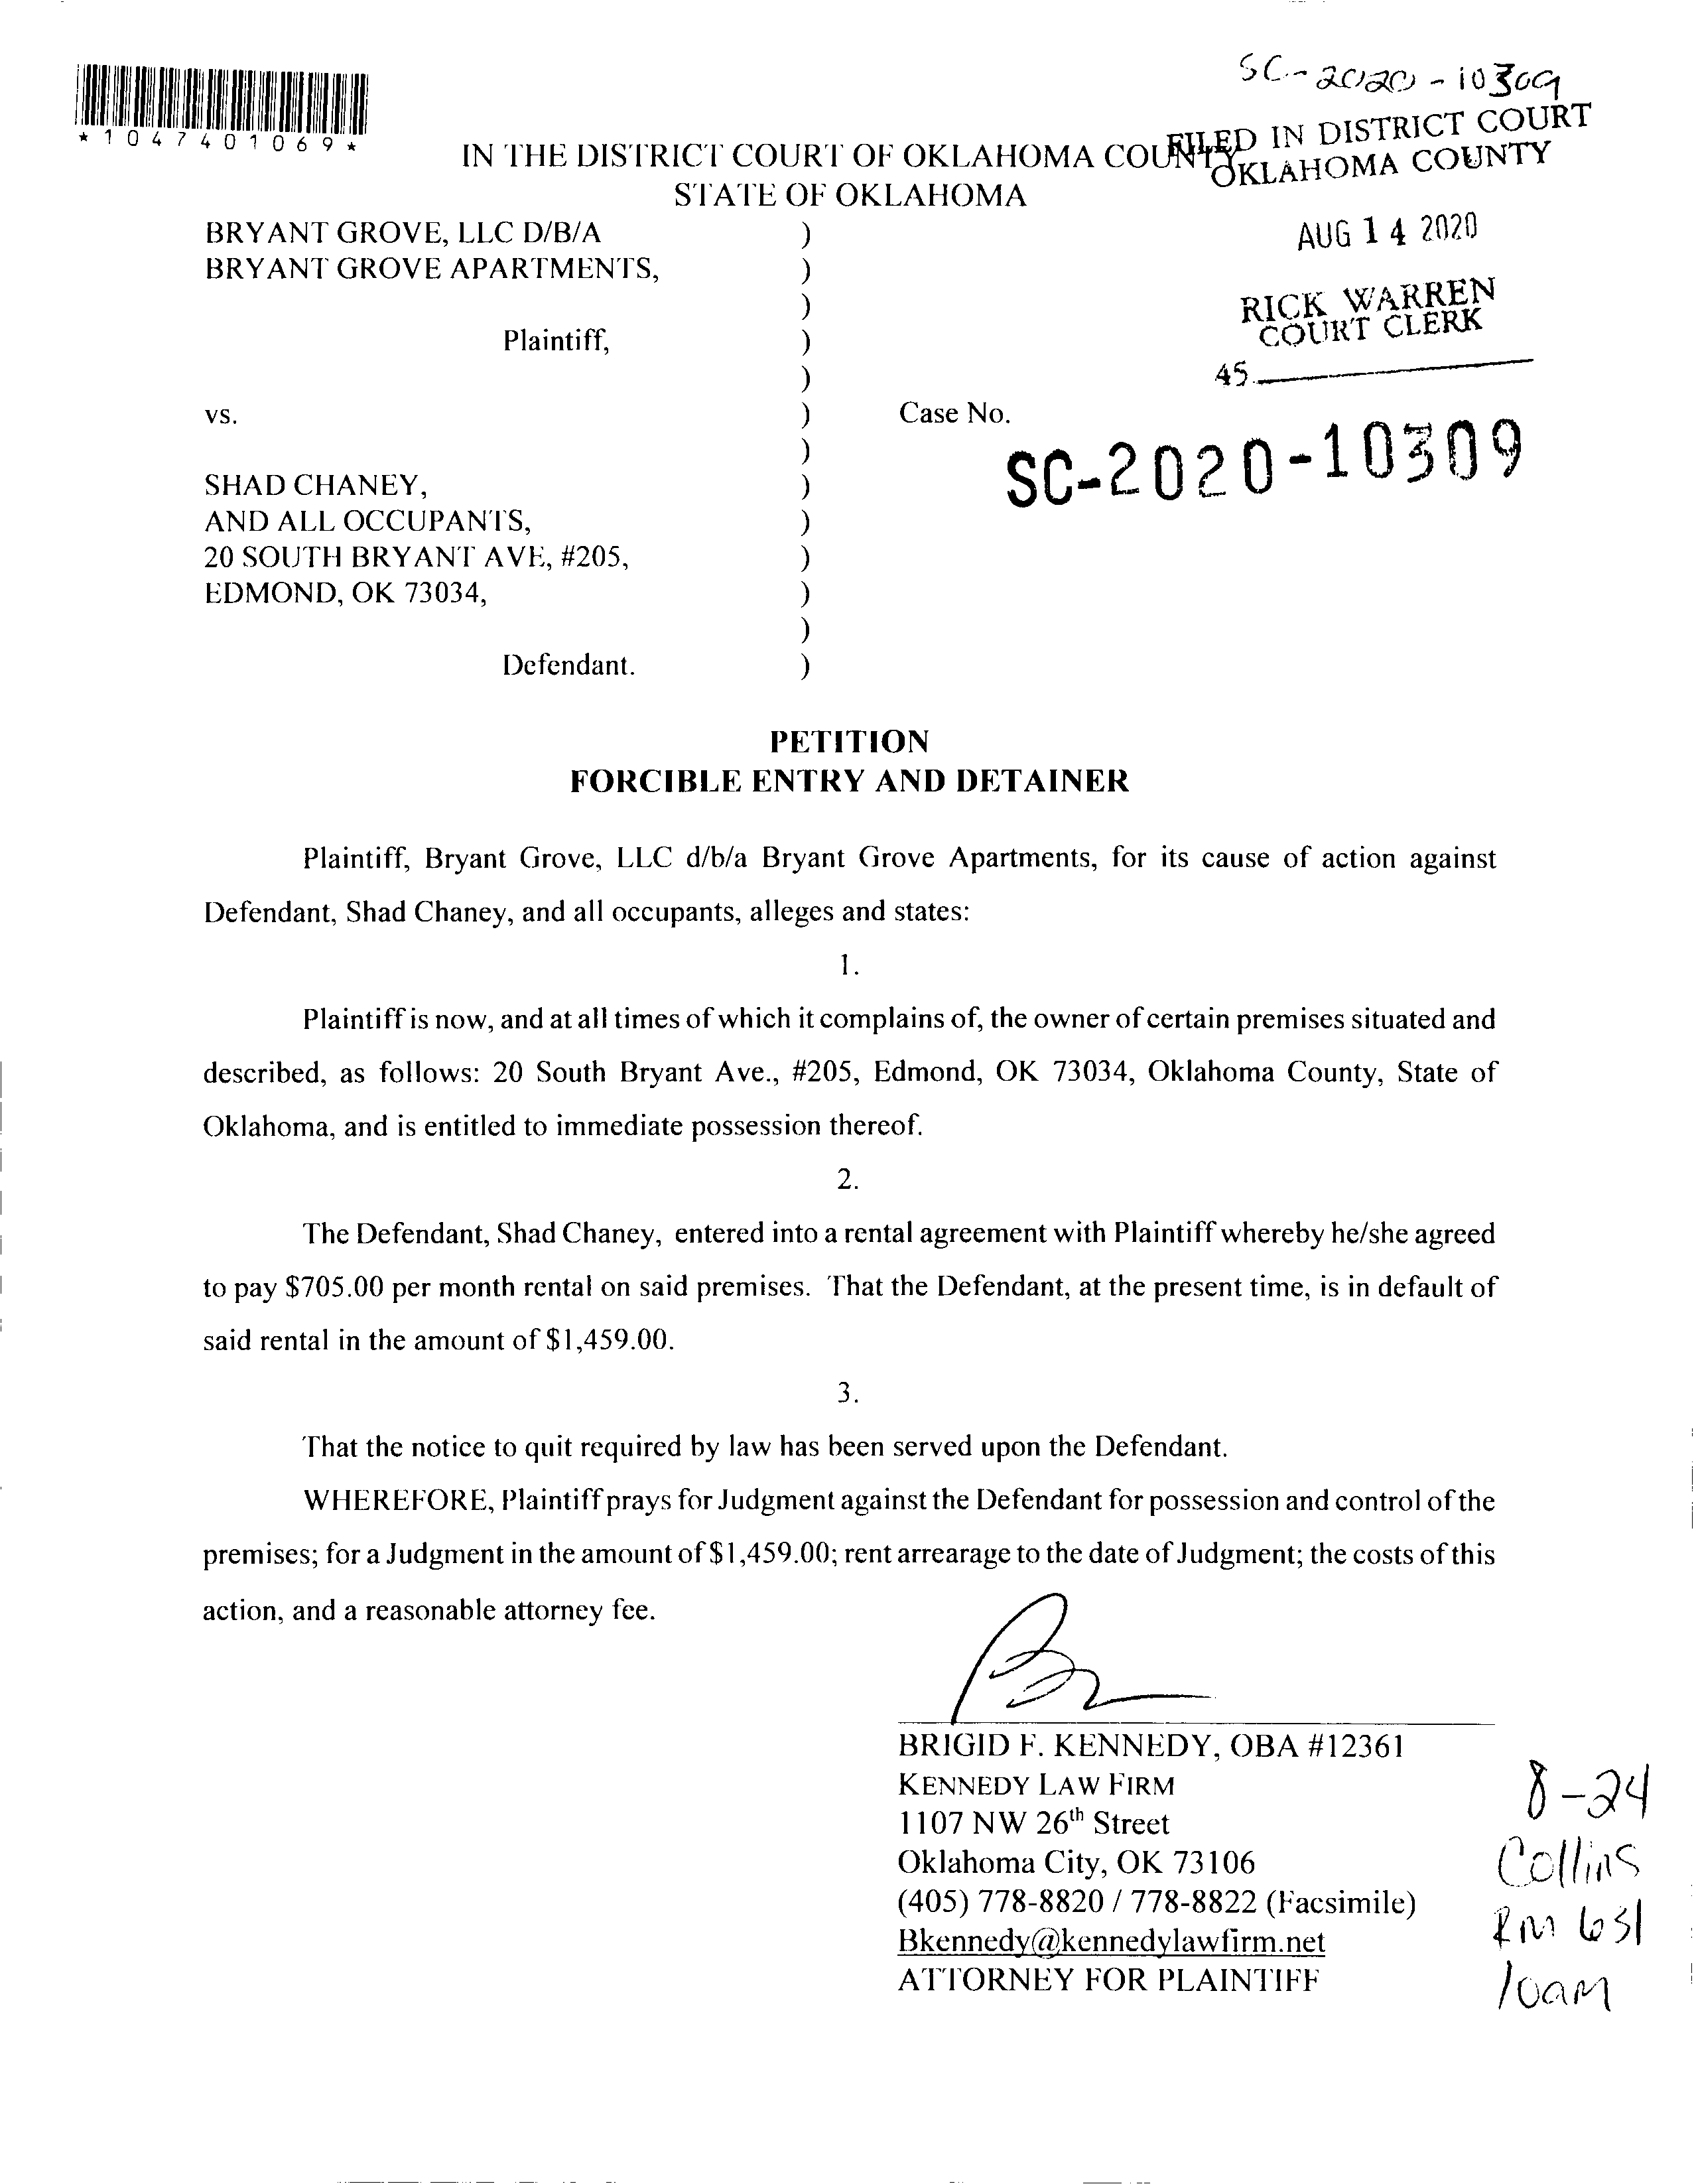 SC-2020-10309
*1047401069*
FILED IN DISTRICT COURT
OKLAHOMA COUNTY
IN THE DISTRICT COURT OF OKLAHOMA COUNTY
STATE OF OKLAHOMA
AUG 14 2020
RICK WARREN
COURT CLERK
45
BRYANT GROVE, LLC D/B/A )
BRYANT GROVE APARTMENTS, )
)
Plaintiff, )
)
vs. ) Case No.
SC-2020-10309
)
SHAD CHANEY, )
AND ALL OCCUPANTS, )
20 SOUTH BRYANT AVE, #205, )
EDMOND, OK 73034, )
)
Defendant. )
PETITION
FORCIBLE ENTRY AND DETAINER
Plaintiff, Bryant Grove, LLC d/b/a Bryant Grove Apartments, for its cause of action against
Defendant, Shad Chaney, and all occupants, alleges and states:
1.
Plaintiff is now, and at all times of which it complains of, the owner of certain premises situated and
described, as follows: 20 South Bryant Ave., #205, Edmond, OK 73034, Oklahoma County, State of
Oklahoma, and is entitled to immediate possession thereof.
2.
The Defendant, Shad Chaney, entered into a rental agreement with Plaintiff whereby he/she agreed
to pay $705.00 per month rental on said premises. That the Defendant, at the present time, is in default of
said rental in the amount of $1,459.00.
3.
That the notice to quit required by law has been served upon the Defendant.
WHEREFORE, Plaintiff prays for Judgment against the Defendant for possession and control of the
premises; for a Judgment in the amount of $1,459.00; rent arrearage to the date of Judgment; the costs of this
action, and a reasonable attorney fee.
BRIGID F. KENNEDY, OBA #12361
KENNEDY LAW FIRM
1107 NW 26th Street
Oklahoma City, OK 73106
(405) 778-8820 / 778-8822 (Facsimile)
Bkennedy@kennedylawfirm.net
ATTORNEY FOR PLAINTIFF
8-24
Collins
RM 631
10am